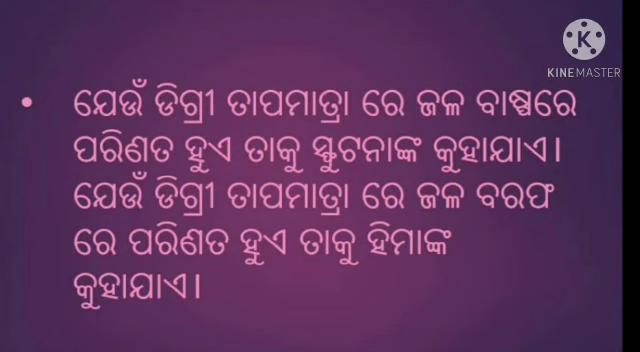 KINEMASTER
• ଯେଉଁ ଡିଗ୍ରୀ ତାପମାତ୍ରା ରେ ଜଳ ବାଷ୍ପରେ
ପରିଣତ ହୁଏ ତାକୁ ସ୍ଫୁଟନାଙ୍କ କୁହାଯାଏ।
ଯେଉଁ ଡିଗ୍ରୀ ତାପମାତ୍ରା ରେ ଜଳ ବରଫ
ରେ ପରିଣତ ହୁଏ ତାକୁ ହିମାଙ୍କ
କୁହାଯାଏ।